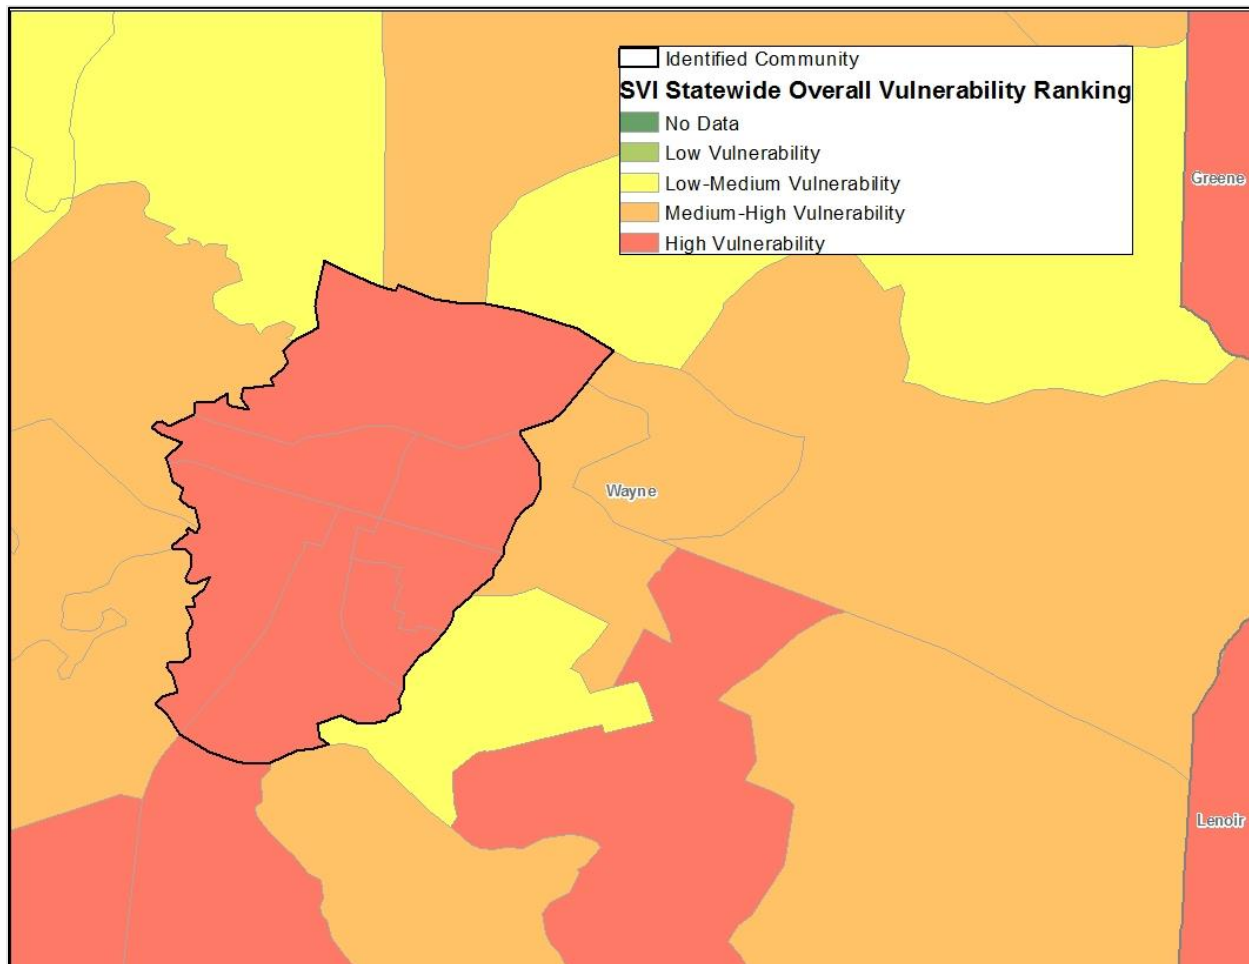 Identified Community
SVI Statewide Overall Vulnerability Ranking
No Data
Low Vulnerability
Low-Medium Vulnerability
Medium-High Vulnerability
High Vulnerability
Greene
Wayne
Lenoir